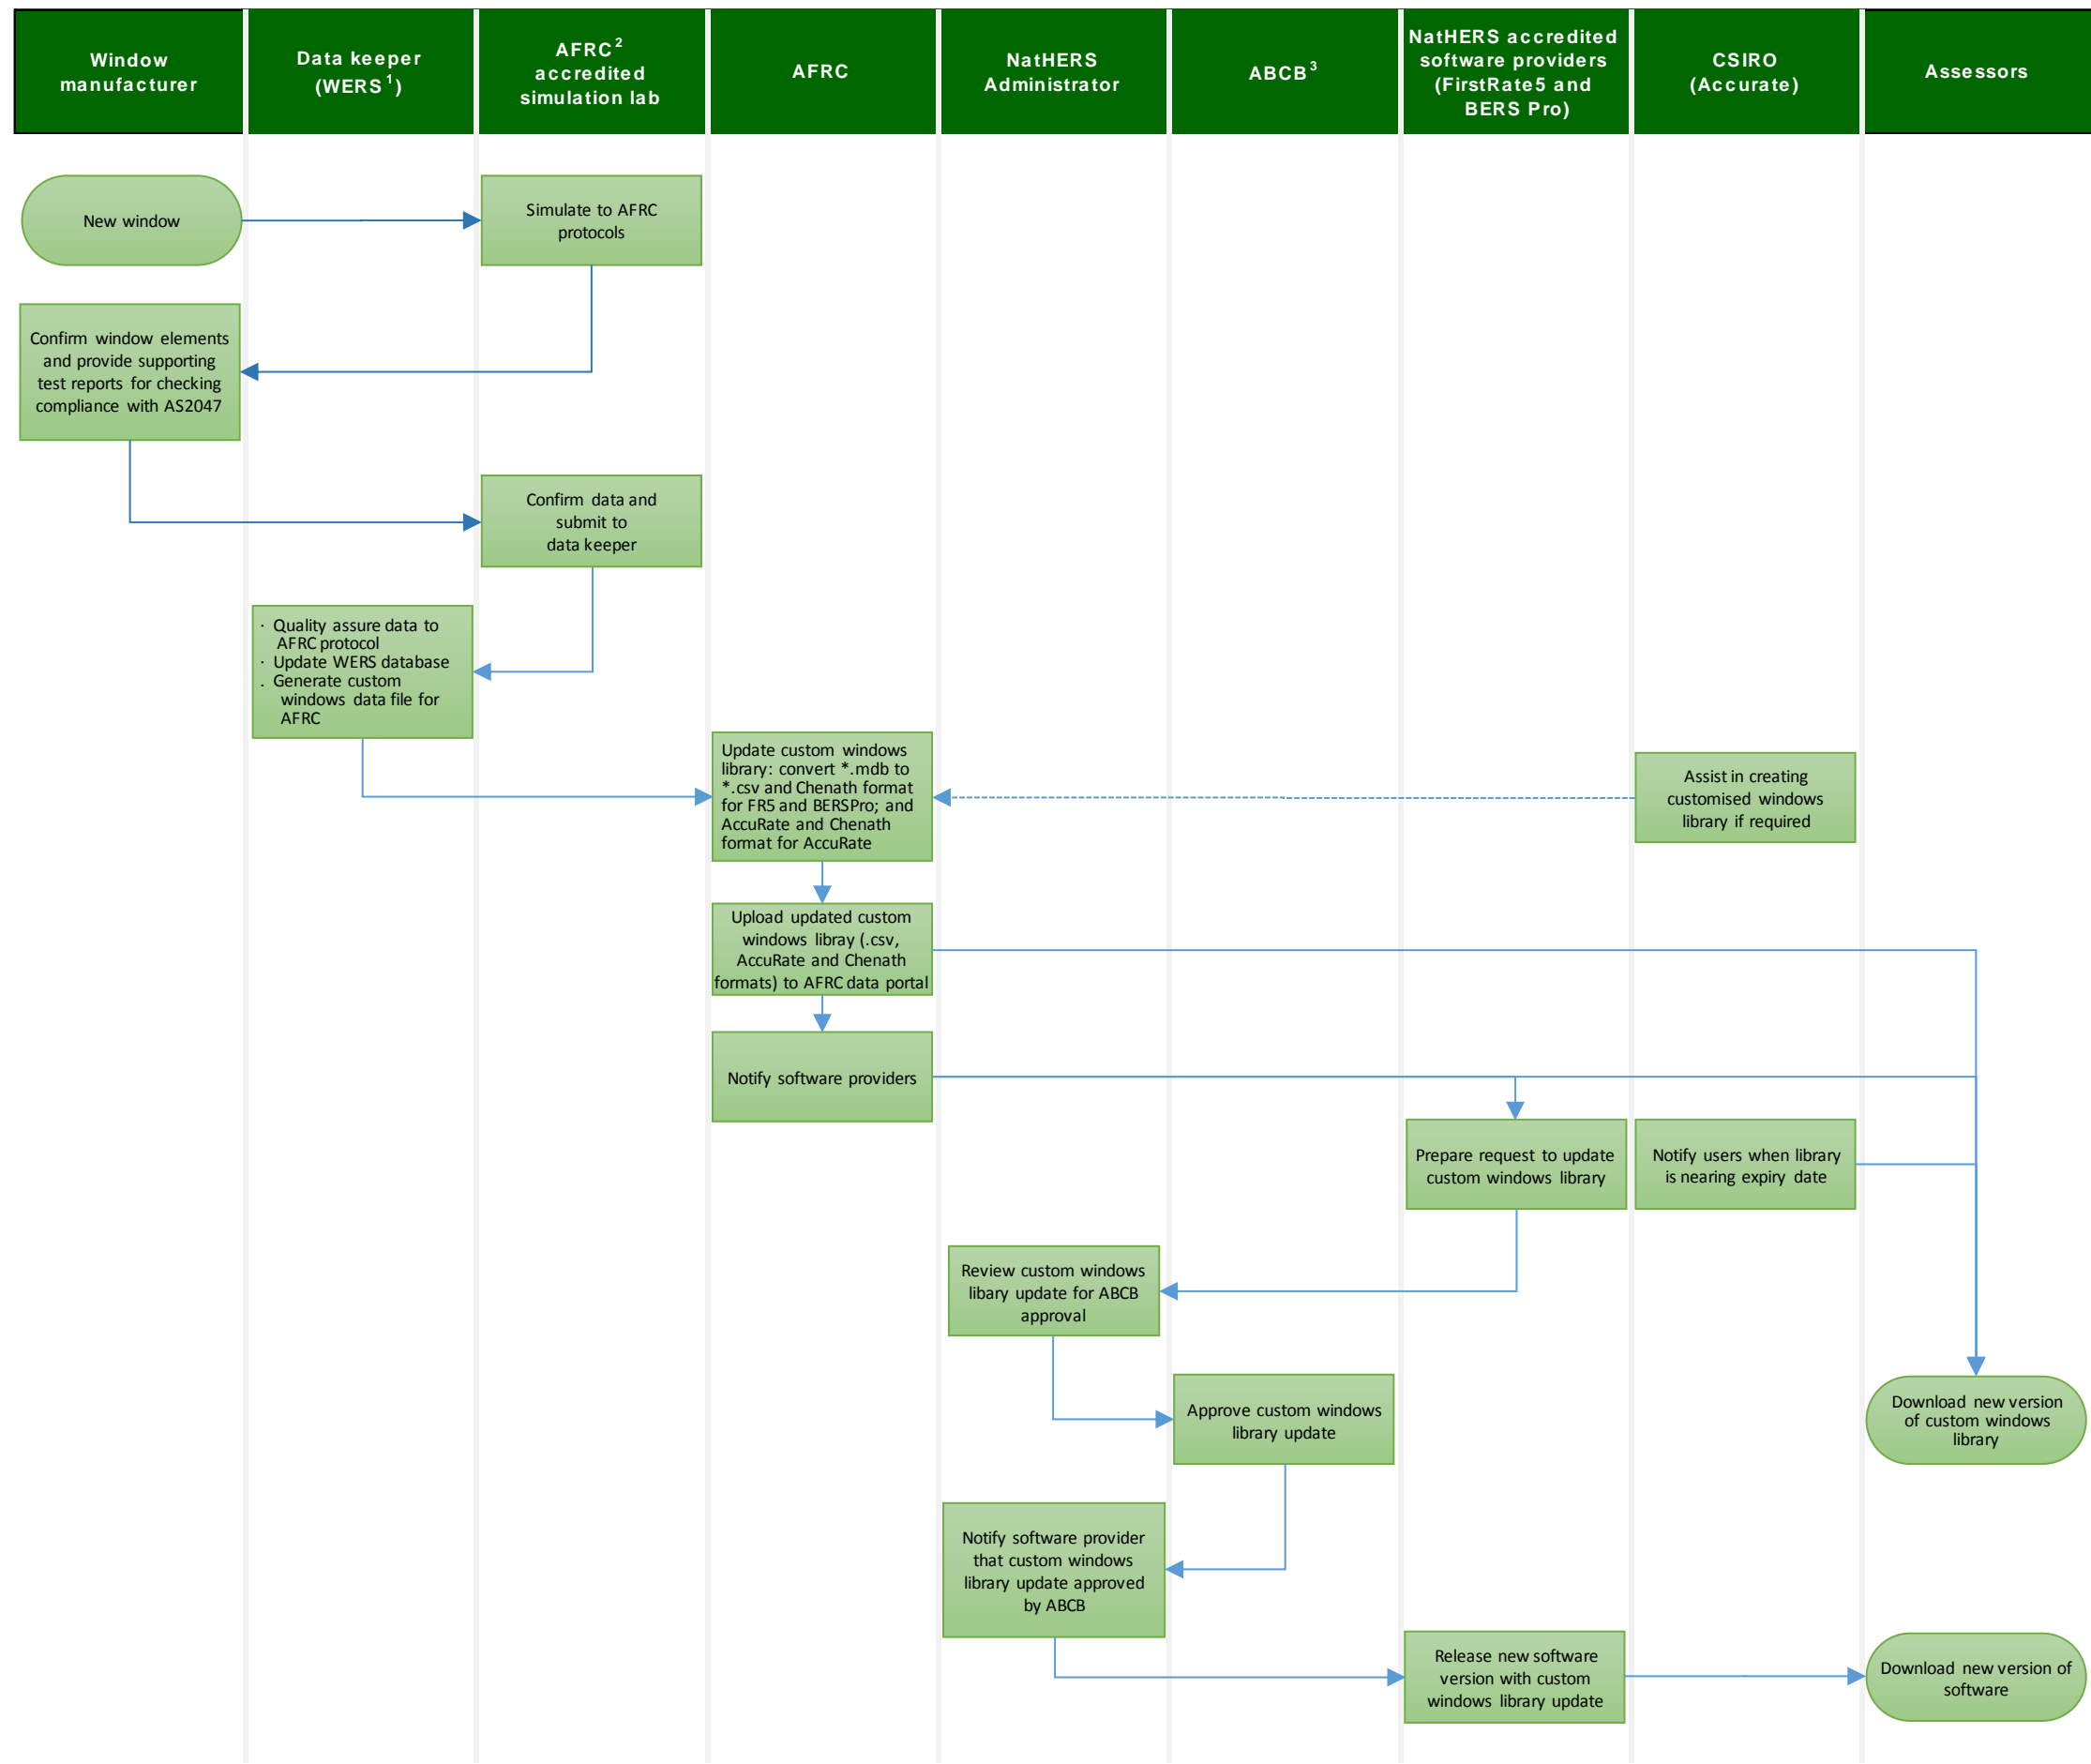 Window
manufacturer
Data keeper
(WERS 1)
AFRC 2
accredited
simulation lab
AFRC
NatHERS
Administrator
ABCB 3
NatHERS accredited
software providers
(FirstRate5 and
BERS Pro)
CSIRO
(Accurate)
Assessors
New window
Simulate to AFRC
protocols
Confirm window elements
and provide supporting
test reports for checking
compliance with AS2047
Confirm data and
submit to
data keeper
· Quality assure data to
AFRC protocol
· Update WERS database
. Generate custom
windows data file for
AFRC
Update custom windows
library: convert *.mdb to
*.csv and Chenath format
for FR5 and BERSPro; and
AccuRate and Chenath
format for AccuRate
Assist in creating
customised windows
library if required
Upload updated custom
windows libray (.csv,
AccuRate and Chenath
formats) to AFRC data portal
Notify software providers
Prepare request to update
custom windows library
Notify users when library
is nearing expiry date
Review custom windows
libary update for ABCB
approval
Approve custom windows
library update
Download new version
of custom windows
library
Notify software provider
that custom windows
library update approved
by ABCB
Release new software
version with custom
windows library update
Download new version of
software